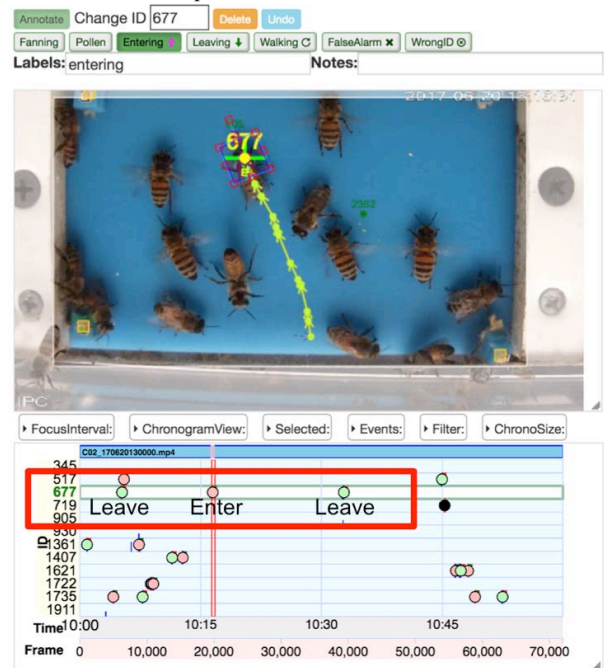 Annotate Change ID 677 Delete Undo
Fanning Pollen Entering Leaving Walking FalseAlarm WrongID
Labels: entering Notes:
677
2362
IPC
FocusInterval: ChronogramView: Selected: Events: Filter: ChronoSize:
C02_170620130000.mp4
345
517
677
719
Leave Enter Leave
905
930
ID
1361
1407
1621
1722
1735
1911
Time 10:00 10:15 10:30 10:45
Frame 0 10,000 20,000 30,000 40,000 50,000 60,000 70,000